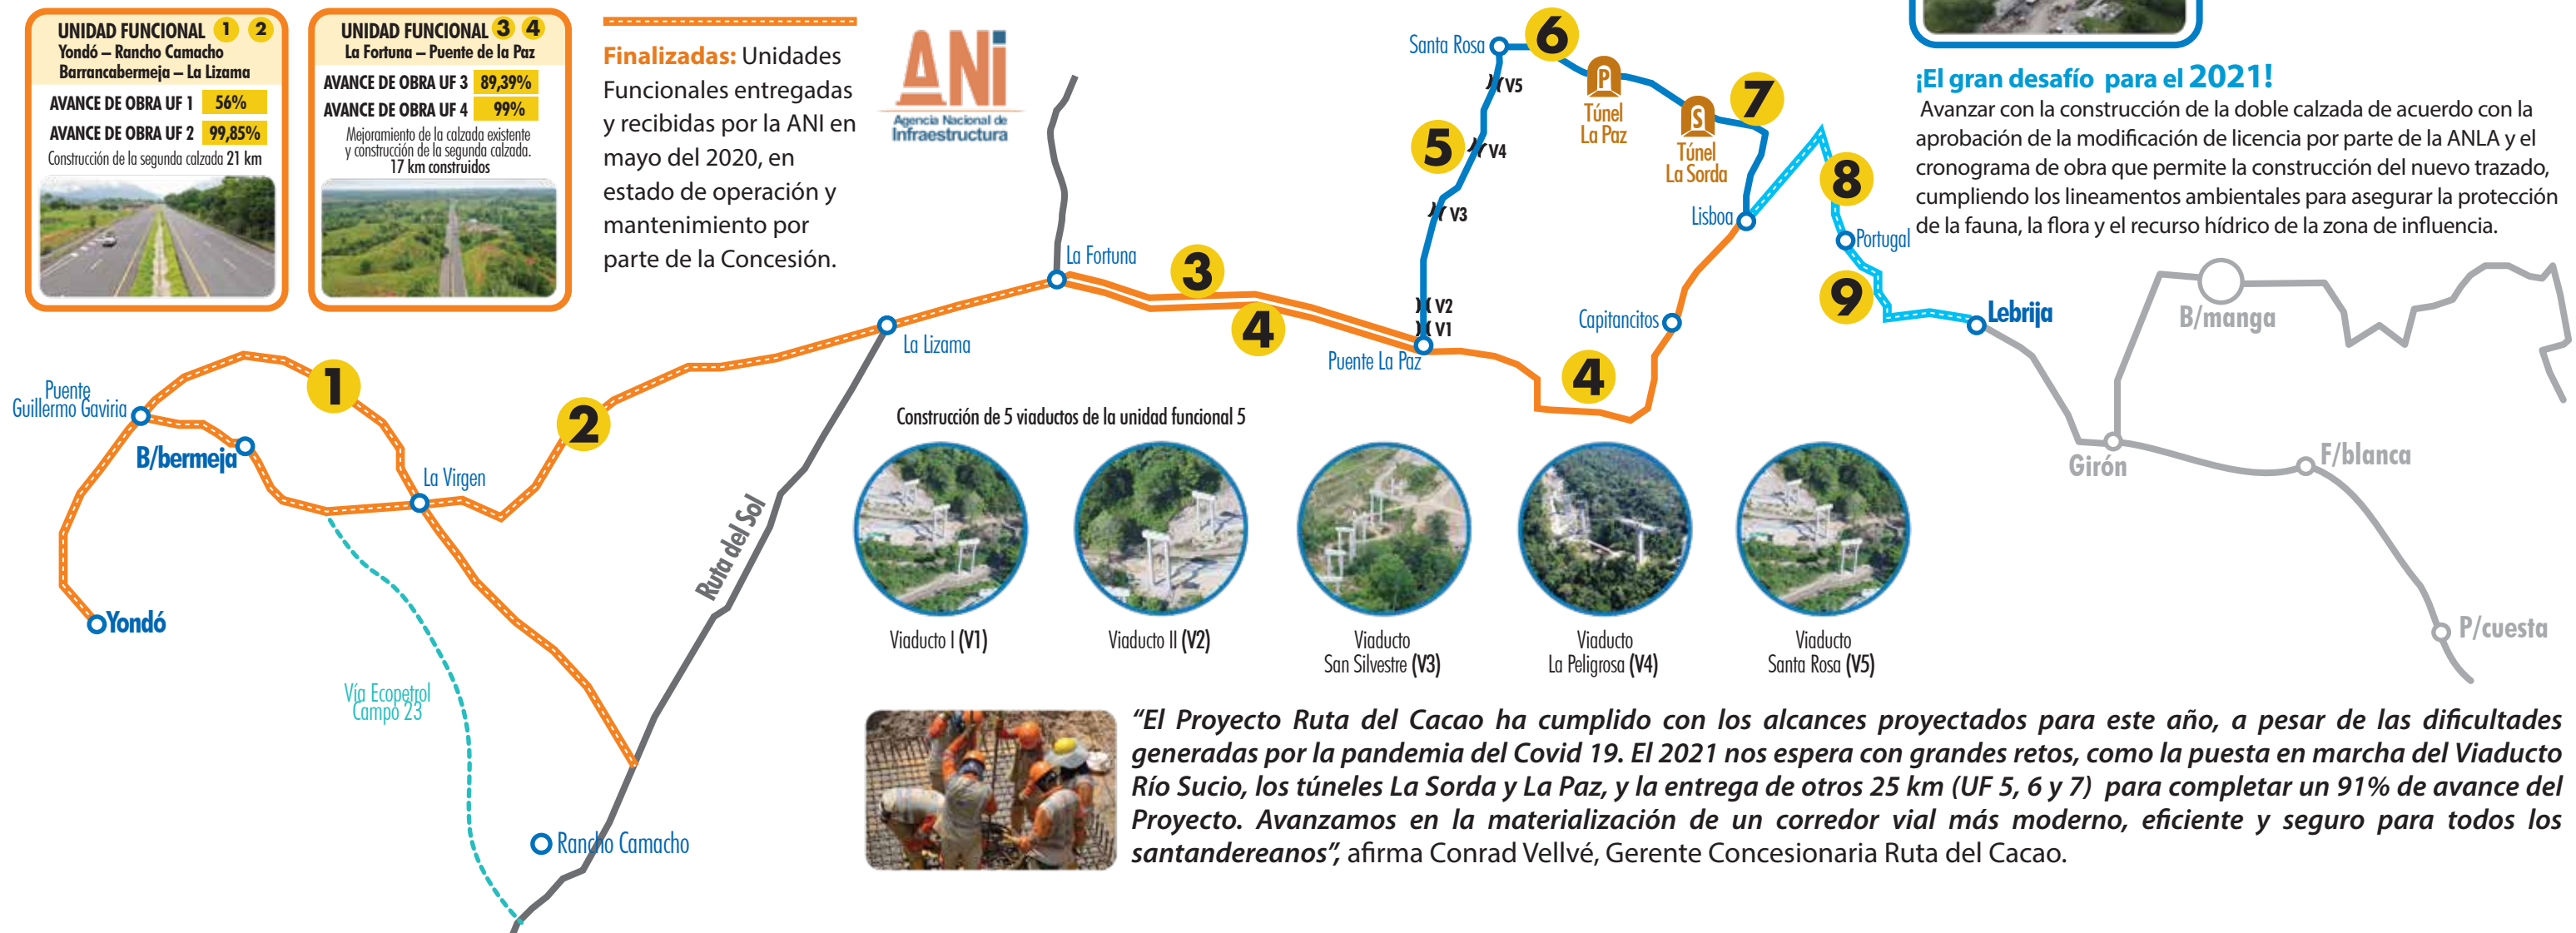 UNIDAD FUNCIONAL 1 2
Yondó – Rancho Camacho
Barrancabermeja – La Lizama
AVANCE DE OBRA UF 1 56%
AVANCE DE OBRA UF 2 99,85%
Construcción de la segunda calzada 21 km
UNIDAD FUNCIONAL 3 4
La Fortuna – Puente de la Paz
AVANCE DE OBRA UF 3 89,39%
AVANCE DE OBRA UF 4 99%
Mejoramiento de la calzada existente
y construcción de la segunda calzada.
17 km construidos
Finalizadas: Unidades
Funcionales entregadas
y recibidas por la ANI en
mayo del 2020, en
estado de operación y
mantenimiento por
parte de la Concesión.
ANI
Agencia Nacional de
Infraestructura
¡El gran desafío para el 2021!
Avanzar con la construcción de la doble calzada de acuerdo con la
aprobación de la modificación de licencia por parte de la ANLA y el
cronograma de obra que permite la construcción del nuevo trazado,
cumpliendo los lineamentos ambientales para asegurar la protección
de la fauna, la flora y el recurso hídrico de la zona de influencia.
Santa Rosa
6
V5
Túnel
La Paz
P
S
7
Túnel
La Sorda
5
V4
V3
8
Lisboa
Portugal
La Fortuna
3
4
V2
V1
Puente La Paz
Capitancitos
4
9
Lebrija
B/manga
La Lizama
Puente
Guillermo Gaviria
1
2
B/bermeja
La Virgen
Ruta del Sol
Girón
F/blanca
P/cuesta
Yondó
Vía Ecopetrol
Campo 23
Rancho Camacho
Construcción de 5 viaductos de la unidad funcional 5
Viaducto I (V1)
Viaducto II (V2)
Viaducto
San Silvestre (V3)
Viaducto
La Peligrosa (V4)
Viaducto
Santa Rosa (V5)
“El Proyecto Ruta del Cacao ha cumplido con los alcances proyectados para este año, a pesar de las dificultades
generadas por la pandemia del Covid 19. El 2021 nos espera con grandes retos, como la puesta en marcha del Viaducto
Río Sucio, los túneles La Sorda y La Paz, y la entrega de otros 25 km (UF 5, 6 y 7) para completar un 91% de avance del
Proyecto. Avanzamos en la materialización de un corredor vial más moderno, eficiente y seguro para todos los
santandereanos”, afirma Conrad Vellvé, Gerente Concesionaria Ruta del Cacao.